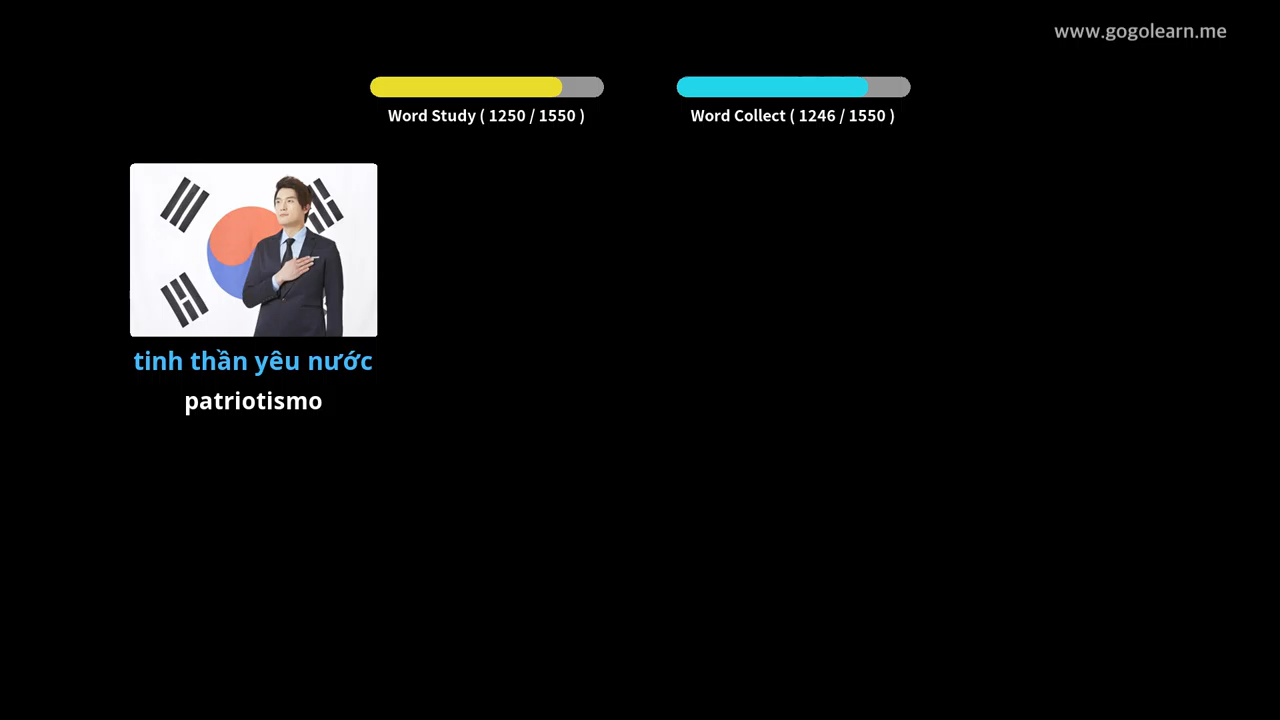 www.gogolearn.me
Word Study ( 1250 / 1550 )
Word Collect ( 1246 / 1550 )
tinh thần yêu nước
patriotismo